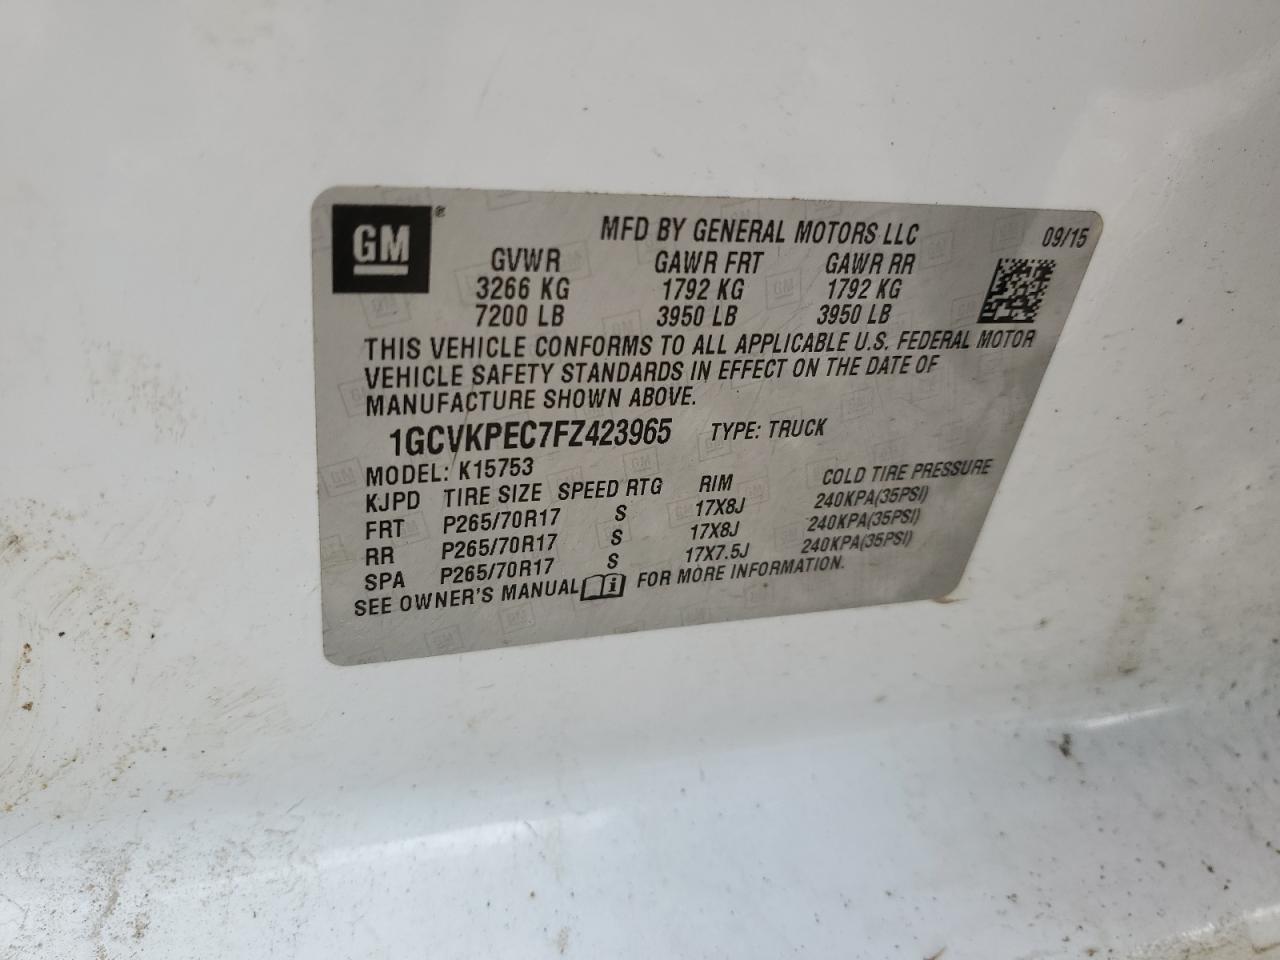 GM ®
MFD BY GENERAL MOTORS LLC 09/15
GVWR GAWR FRT GAWR RR
3266 KG 1792 KG 1792 KG
7200 LB 3950 LB 3950 LB
THIS VEHICLE CONFORMS TO ALL APPLICABLE U.S. FEDERAL MOTOR
VEHICLE SAFETY STANDARDS IN EFFECT ON THE DATE OF
MANUFACTURE SHOWN ABOVE.
1GCVKPEC7FZ423965 TYPE: TRUCK
MODEL: K15753
KJPD TIRE SIZE SPEED RTG RIM COLD TIRE PRESSURE
FRT P265/70R17 S 17X8J 240KPA(35PSI)
RR P265/70R17 S 17X8J 240KPA(35PSI)
SPA P265/70R17 S 17X7.5J 240KPA(35PSI)
SEE OWNER'S MANUAL i FOR MORE INFORMATION.